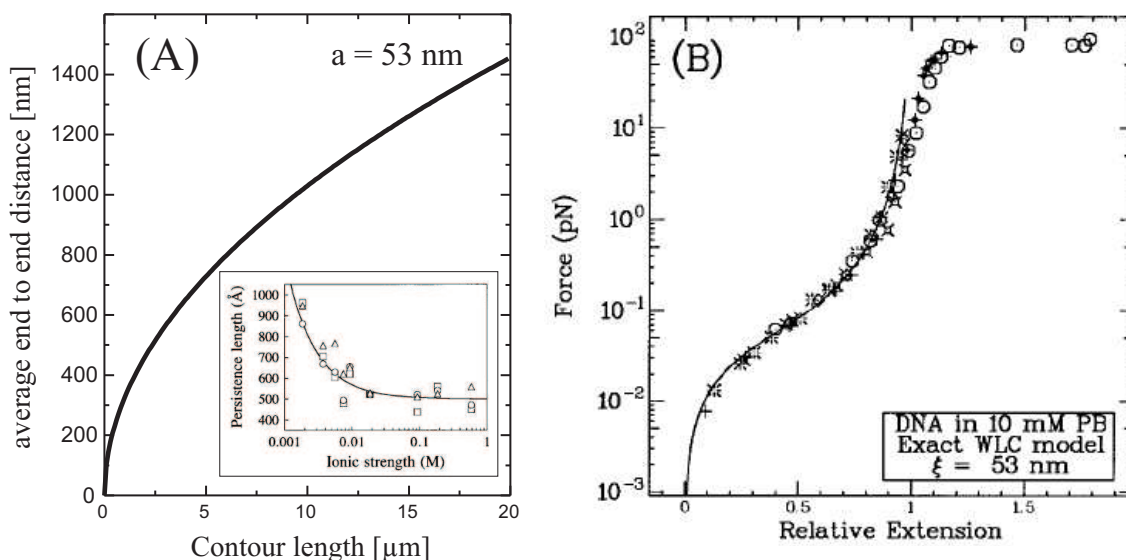 (A)
a = 53 nm
average end to end distance [nm]
1400
1200
1000
800
600
400
200
0
0
5
10
15
20
Contour length [µm]
Persistence length (Å)
1000
900
800
700
600
500
400
0.001
0.01
0.1
1
Ionic strength (M)
(B)
Force (pN)
10²
10¹
10⁰
10⁻¹
10⁻²
10⁻³
0
0.5
1
1.5
Relative Extension
DNA in 10 mM PB
Exact WLC model
ξ = 53 nm